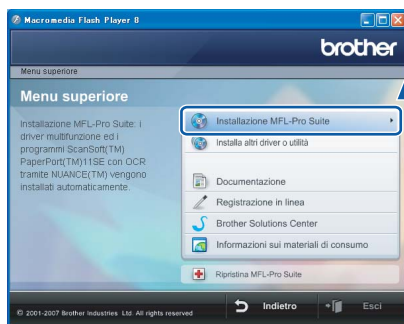 Macromedia Flash Player 8
brother
Menu superiore
Menu superiore
Installazione MFL-Pro Suite: i
driver multifunzione ed i
programmi ScanSoft(TM)
PaperPort(TM)11SE con OCR
tramite NUANCE(TM) vengono
installati automaticamente.
Installazione MFL-Pro Suite
Installa altri driver o utilità
Documentazione
Registrazione in linea
Brother Solutions Center
Informazioni sui materiali di consumo
Ripristina MFL-Pro Suite
© 2001-2007 Brother Industries Ltd. All rights reserved
Indietro
Esci